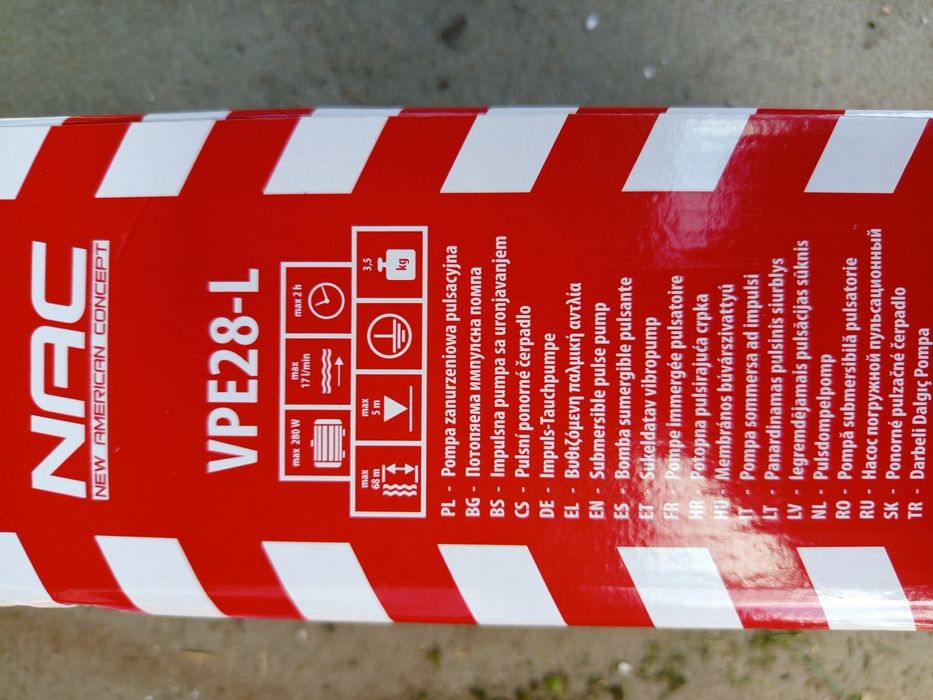 NAC
NEW AMERICAN CONCEPT
VPE28-L
max 280 W
max
17 l/min
max 2 h
max
68 m
max
5 m
3,5
kg
PL - Pompa zanurzeniowa pulsacyjna
BG - Потопяема импулсна помпа
BS - Impulsna pumpa sa uronjavanjem
CS - Pulsní ponorné čerpadlo
DE - Impuls-Tauchpumpe
EL - Βυθιζόμενη παλμική αντλία
EN - Submersible pulse pump
ES - Bomba sumergible pulsante
ET - Sukeldatav vibropump
FR - Pompe immergée pulsatoire
HR - Potopna pulsirajuća crpka
HU - Membrános búvárszivattyú
IT - Pompa sommersa ad impulsi
LT - Panardinamas pulsinis siurblys
LV - Iegremdējamais pulsācijas sūknis
NL - Pulsdompelpomp
RO - Pompă submersibilă pulsatorie
RU - Насос погружной пульсационный
SK - Ponorné pulzačné čerpadlo
TR - Darbeli Dalgıç Pompa